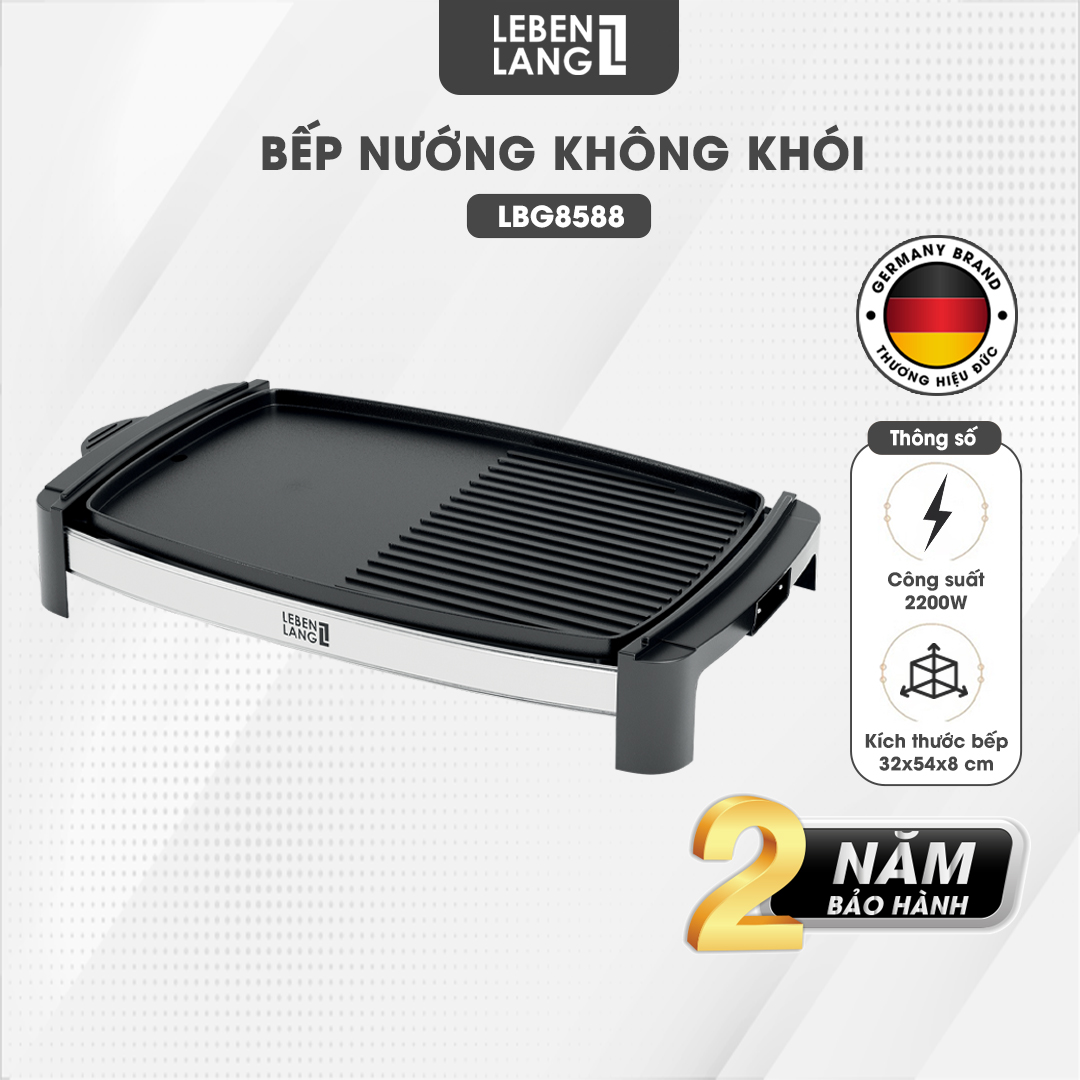 LEBEN
LANG
BẾP NƯỚNG KHÔNG KHÓI
LBG8588
GERMANY BRAND
THƯƠNG HIỆU ĐỨC
Thông số
Công suất
2200W
Kích thước bếp
32x54x8 cm
LEBEN
LANG
2 NĂM
BẢO HÀNH